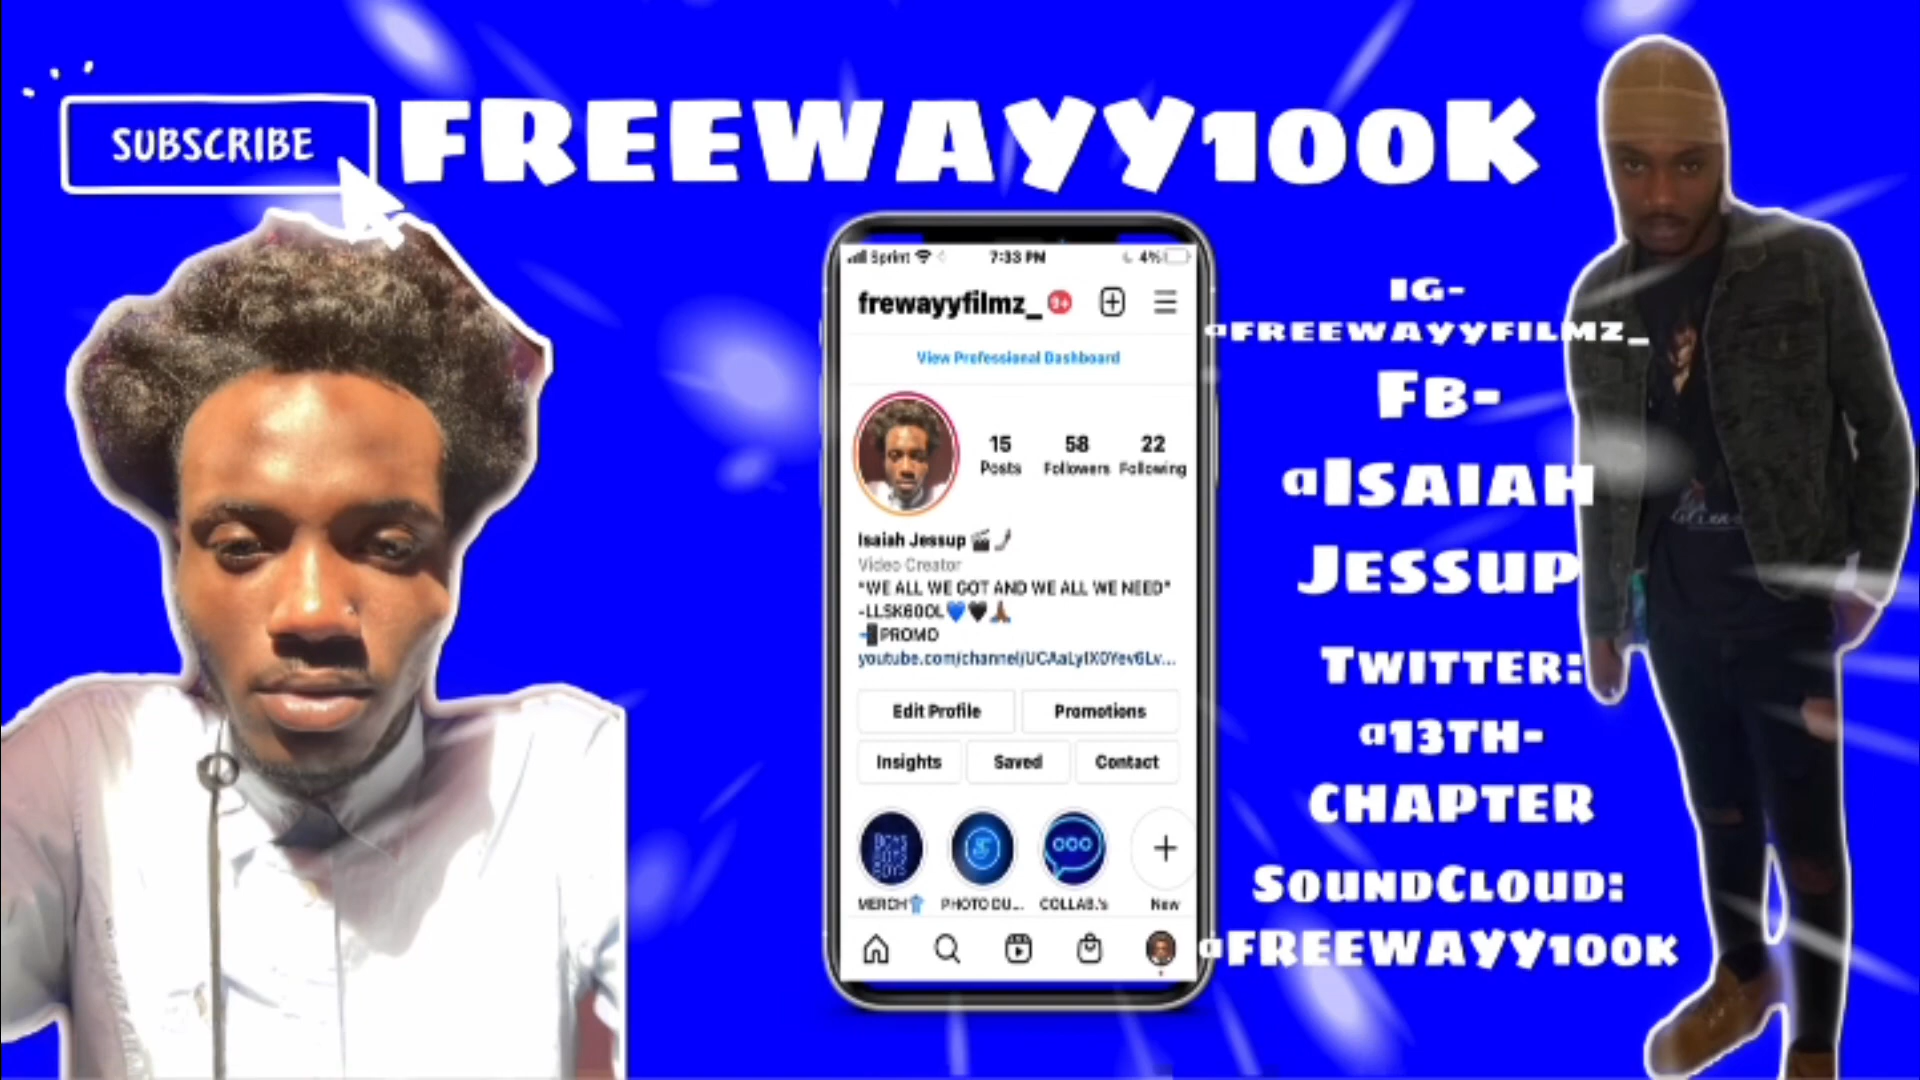 SUBSCRIBE
FREEWAYY100K
Sprint 7:33 PM 4%
frewayyfilmz_ 9+
View Professional Dashboard
15 58 22
Posts Followers Following
Isaiah Jessup
Video Creator
"WE ALL WE GOT AND WE ALL WE NEED"
-LLSK600L💙🖤🙏🏾
📲PROMO
youtube.com/channel/UCAaLyIX0Yev6Lv...
Edit Profile Promotions
Insights Saved Contact
MERCH👕 PHOTO DU... COLLAB.'s New
IG-
@FREEWAYYFILMZ_
FB-
@ISAIAH
JESSUP
TWITTER:
@13TH-
CHAPTER
SOUNDCLOUD:
@FREEWAYY100K